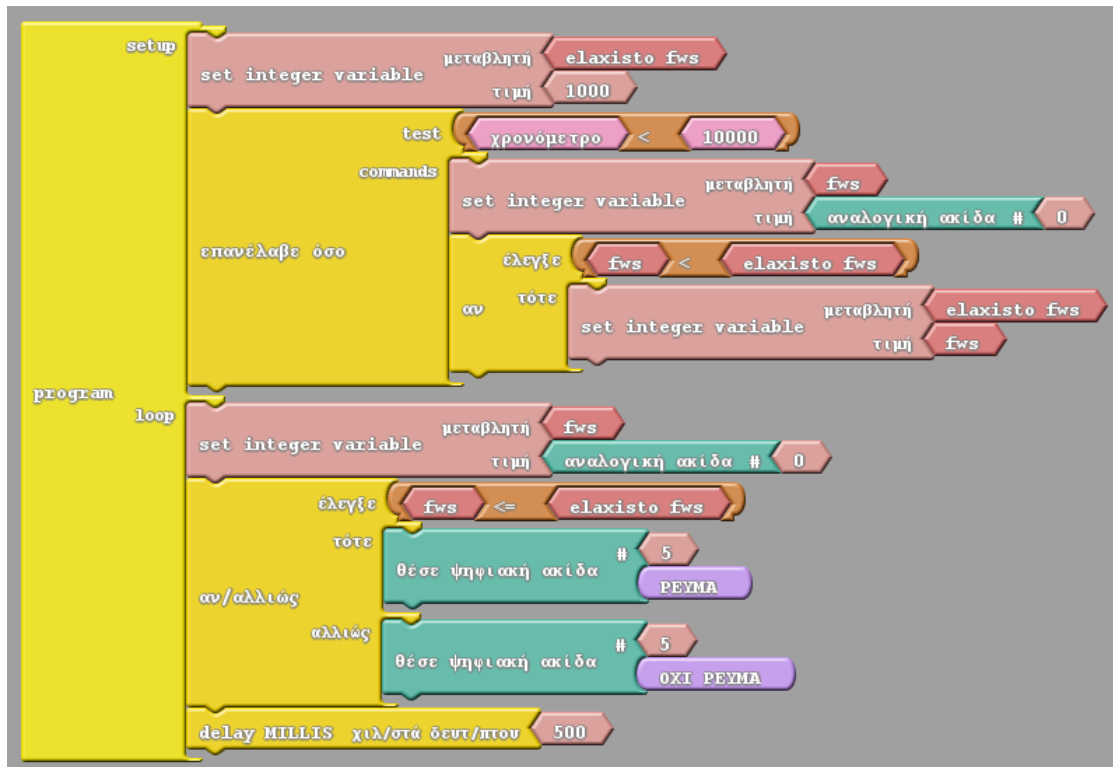 program
setup
set integer variable μεταβλητή elaxisto fws
τιμή 1000
επανέλαβε όσο
test χρονόμετρο < 10000
commands
set integer variable μεταβλητή fws
τιμή αναλογική ακίδα # 0
αν έλεγξε fws < elaxisto fws
τότε
set integer variable μεταβλητή elaxisto fws
τιμή fws
loop
set integer variable μεταβλητή fws
τιμή αναλογική ακίδα # 0
αν/αλλιώς
έλεγξε fws <= elaxisto fws
τότε
θέσε ψηφιακή ακίδα # 5
ΡΕΥΜΑ
αλλιώς
θέσε ψηφιακή ακίδα # 5
ΟΧΙ ΡΕΥΜΑ
delay MILLIS χιλ/στά δευτ/πτου 500